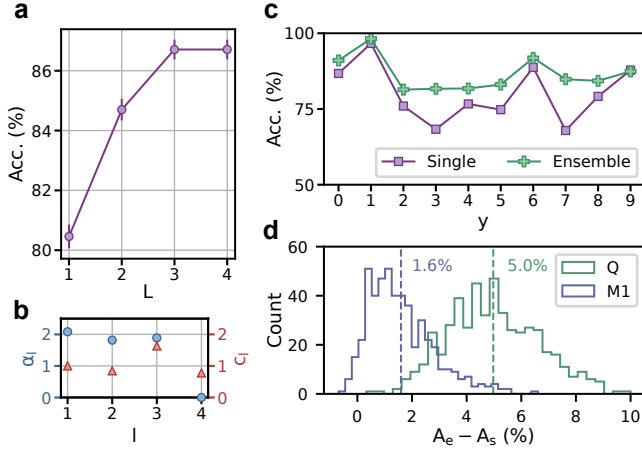 a
Acc. (%)
86
84
82
80
1 2 3 4
L
b
α_l
2
1
0
2
1
0
c_l
1 2 3 4
l
c
Acc. (%)
100
75
50
Single Ensemble
0 1 2 3 4 5 6 7 8 9
y
d
Count
60
40
20
0
1.6% 5.0%
Q
M1
0 2 4 6 8 10
A_e − A_s (%)